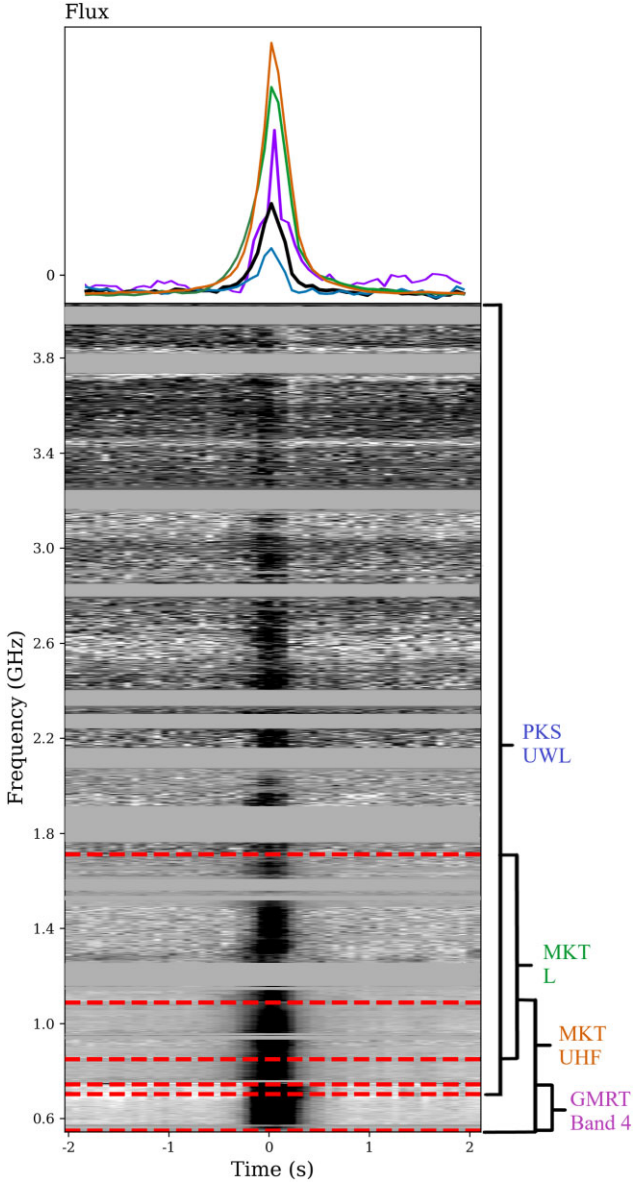 Flux
0
3.8
3.4
3.0
2.6
2.2
1.8
1.4
1.0
0.6
Frequency (GHz)
-2
-1
0
1
2
Time (s)
PKS
UWL
MKT
L
MKT
UHF
GMRT
Band 4